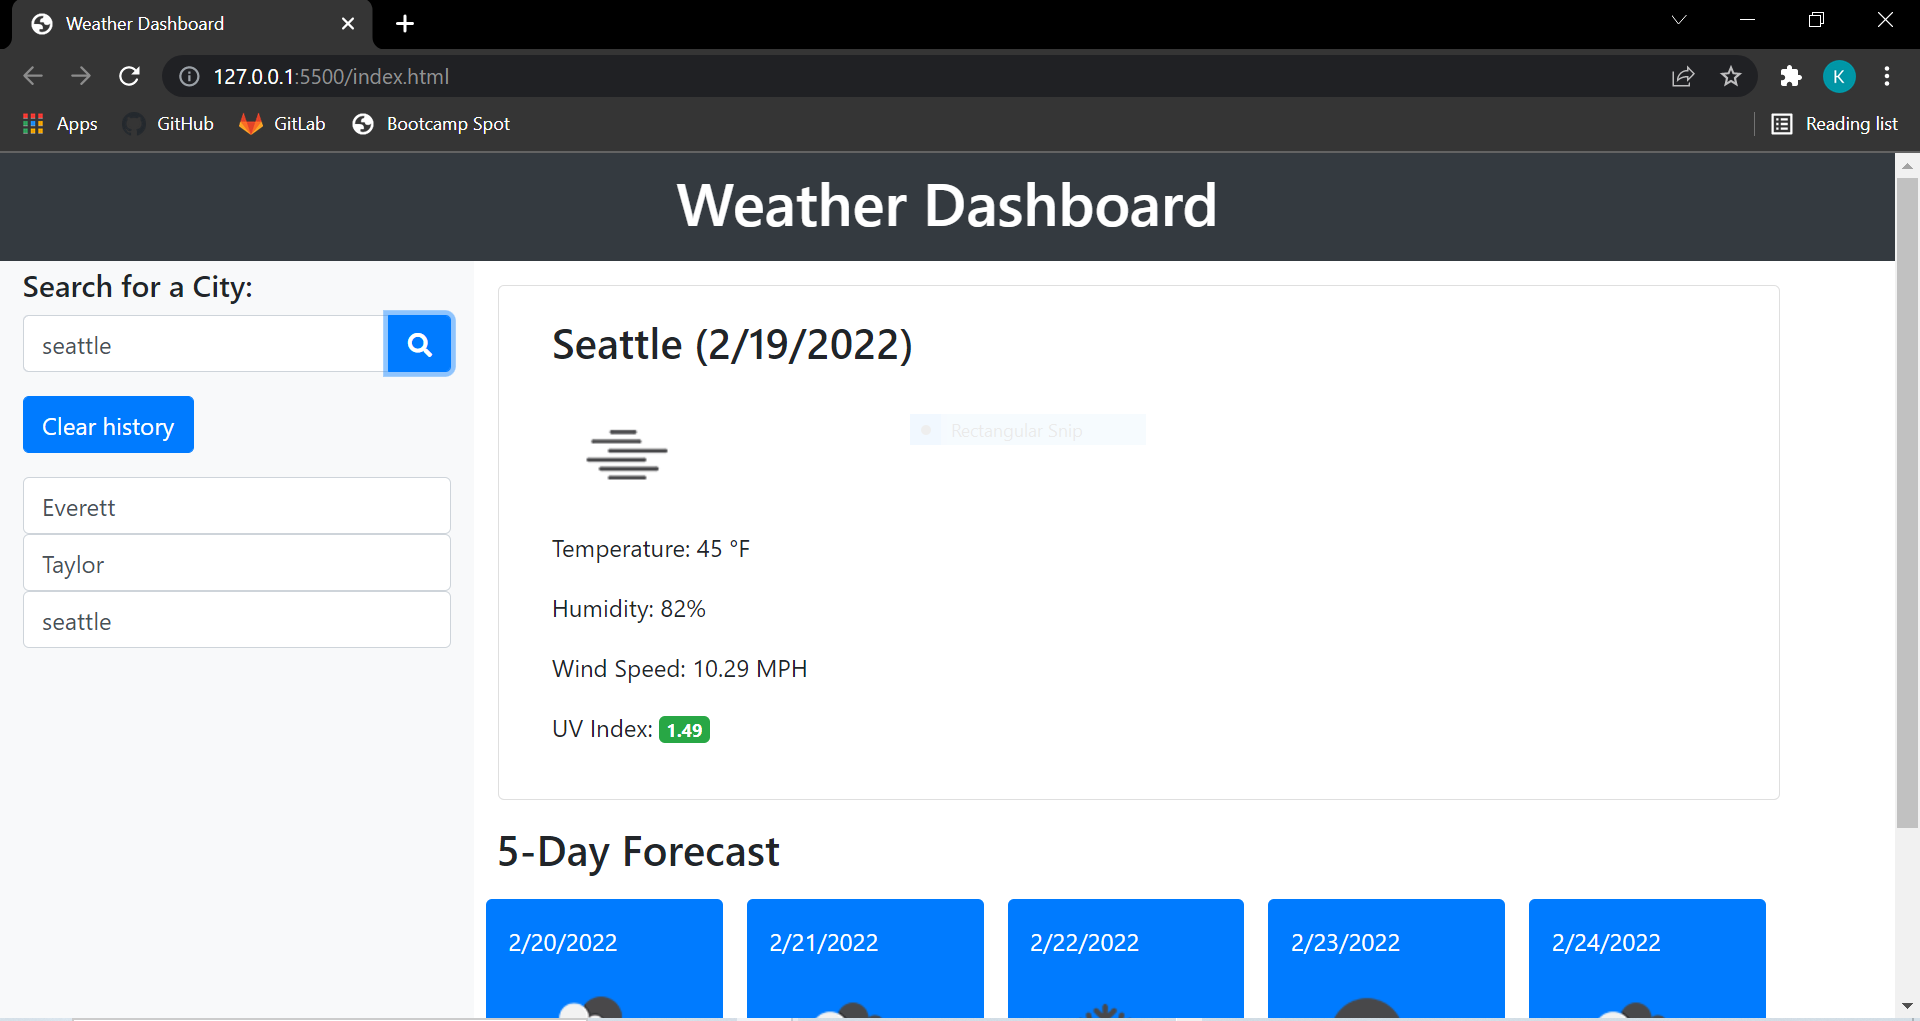 Weather Dashboard
127.0.0.1:5500/index.html
K
Apps
GitHub
GitLab
Bootcamp Spot
Reading list
Weather Dashboard
Search for a City:
seattle
Clear history
Everett
Taylor
seattle
Seattle (2/19/2022)
Rectangular Snip
Temperature: 45 °F
Humidity: 82%
Wind Speed: 10.29 MPH
UV Index: 1.49
5-Day Forecast
2/20/2022
2/21/2022
2/22/2022
2/23/2022
2/24/2022